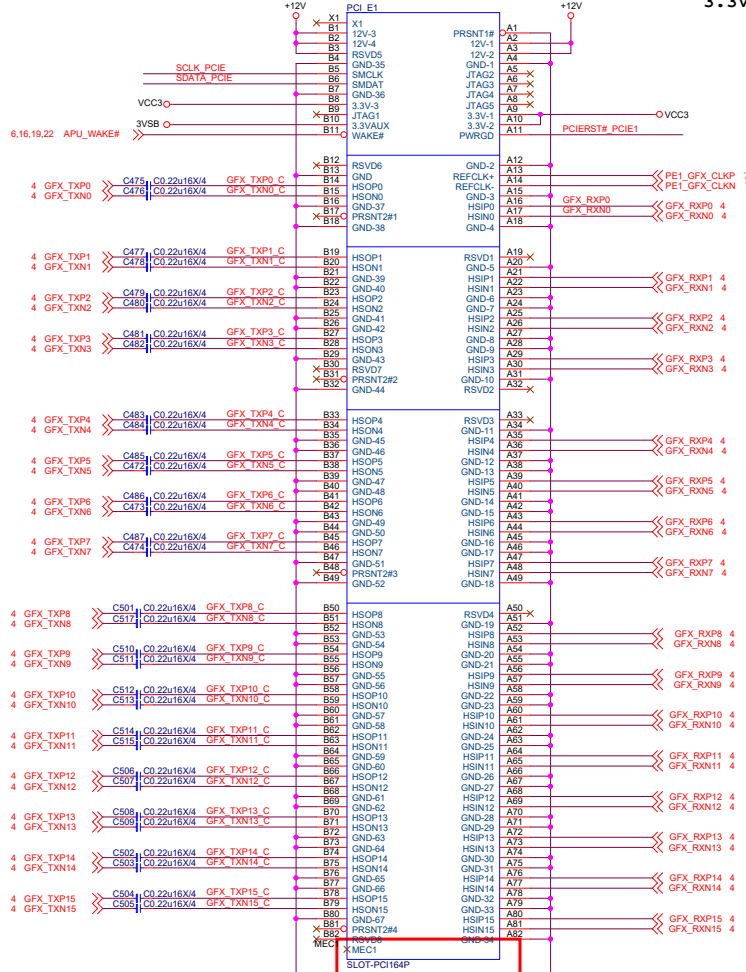 3.3V
+12V PCI_E1 +12V
X1 X1
B1 12V-3 PRSNT1# A1
B2 12V-4 12V-1 A2
B3 RSVD5 12V-2 A3
B4 GND-35 GND-1 A4
SCLK_PCIE B5 SMCLK JTAG2 A5
SDATA_PCIE B6 SMDAT JTAG3 A6
B7 GND-36 JTAG4 A7
VCC3 B8 3.3V-3 JTAG5 A8
B9 JTAG1 3.3V-1 A9 VCC3
3VSB B10 3.3VAUX 3.3V-2 A10
6,16,19,22 APU_WAKE# B11 WAKE# PWRGD A11 PCIERST#_PCIE1
B12 RSVD6 GND-2 A12
B13 GND REFCLK+ A13 PE1_GFX_CLKP
4 GFX_TXP0 C475 C0.22u16X/4 GFX_TXP0_C B14 HSOP0 REFCLK- A14 PE1_GFX_CLKN
4 GFX_TXN0 C476 C0.22u16X/4 GFX_TXN0_C B15 HSON0 GND-3 A15
B16 GND-37 HSIP0 A16 GFX_RXP0 GFX_RXP0 4
B17 PRSNT2#1 HSIN0 A17 GFX_RXN0 GFX_RXN0 4
B18 GND-38 GND-4 A18
4 GFX_TXP1 C477 C0.22u16X/4 GFX_TXP1_C B19 HSOP1 RSVD1 A19
4 GFX_TXN1 C478 C0.22u16X/4 GFX_TXN1_C B20 HSON1 GND-5 A20
B21 GND-39 HSIP1 A21 GFX_RXP1 4
B22 GND-40 HSIN1 A22 GFX_RXN1 4
4 GFX_TXP2 C479 C0.22u16X/4 GFX_TXP2_C B23 HSOP2 GND-6 A23
4 GFX_TXN2 C480 C0.22u16X/4 GFX_TXN2_C B24 HSON2 GND-7 A24
B25 GND-41 HSIP2 A25 GFX_RXP2 4
B26 GND-42 HSIN2 A26 GFX_RXN2 4
4 GFX_TXP3 C481 C0.22u16X/4 GFX_TXP3_C B27 HSOP3 GND-8 A27
4 GFX_TXN3 C482 C0.22u16X/4 GFX_TXN3_C B28 HSON3 GND-9 A28
B29 GND-43 HSIP3 A29 GFX_RXP3 4
B30 RSVD7 HSIN3 A30 GFX_RXN3 4
B31 PRSNT2#2 GND-10 A31
B32 GND-44 RSVD2 A32
4 GFX_TXP4 C483 C0.22u16X/4 GFX_TXP4_C B33 HSOP4 RSVD3 A33
4 GFX_TXN4 C484 C0.22u16X/4 GFX_TXN4_C B34 HSON4 GND-11 A34
B35 GND-45 HSIP4 A35 GFX_RXP4 4
B36 GND-46 HSIN4 A36 GFX_RXN4 4
4 GFX_TXP5 C485 C0.22u16X/4 GFX_TXP5_C B37 HSOP5 GND-12 A37
4 GFX_TXN5 C472 C0.22u16X/4 GFX_TXN5_C B38 HSON5 GND-13 A38
B39 GND-47 HSIP5 A39 GFX_RXP5 4
B40 GND-48 HSIN5 A40 GFX_RXN5 4
4 GFX_TXP6 C486 C0.22u16X/4 GFX_TXP6_C B41 HSOP6 GND-14 A41
4 GFX_TXN6 C473 C0.22u16X/4 GFX_TXN6_C B42 HSON6 GND-15 A42
B43 GND-49 HSIP6 A43 GFX_RXP6 4
B44 GND-50 HSIN6 A44 GFX_RXN6 4
4 GFX_TXP7 C487 C0.22u16X/4 GFX_TXP7_C B45 HSOP7 GND-16 A45
4 GFX_TXN7 C474 C0.22u16X/4 GFX_TXN7_C B46 HSON7 GND-17 A46
B47 GND-51 HSIP7 A47 GFX_RXP7 4
B48 PRSNT2#3 HSIN7 A48 GFX_RXN7 4
B49 GND-52 GND-18 A49
4 GFX_TXP8 C501 C0.22u16X/4 GFX_TXP8_C B50 HSOP8 RSVD4 A50
4 GFX_TXN8 C517 C0.22u16X/4 GFX_TXN8_C B51 HSON8 GND-19 A51
B52 GND-53 HSIP8 A52 GFX_RXP8 4
B53 GND-54 HSIN8 A53 GFX_RXN8 4
4 GFX_TXP9 C510 C0.22u16X/4 GFX_TXP9_C B54 HSOP9 GND-20 A54
4 GFX_TXN9 C511 C0.22u16X/4 GFX_TXN9_C B55 HSON9 GND-21 A55
B56 GND-55 HSIP9 A56 GFX_RXP9 4
B57 GND-56 HSIN9 A57 GFX_RXN9 4
4 GFX_TXP10 C512 C0.22u16X/4 GFX_TXP10_C B58 HSOP10 GND-22 A58
4 GFX_TXN10 C513 C0.22u16X/4 GFX_TXN10_C B59 HSON10 GND-23 A59
B60 GND-57 HSIP10 A60 GFX_RXP10 4
B61 GND-58 HSIN10 A61 GFX_RXN10 4
4 GFX_TXP11 C514 C0.22u16X/4 GFX_TXP11_C B62 HSOP11 GND-24 A62
4 GFX_TXN11 C515 C0.22u16X/4 GFX_TXN11_C B63 HSON11 GND-25 A63
B64 GND-59 HSIP11 A64 GFX_RXP11 4
B65 GND-60 HSIN11 A65 GFX_RXN11 4
4 GFX_TXP12 C506 C0.22u16X/4 GFX_TXP12_C B66 HSOP12 GND-26 A66
4 GFX_TXN12 C507 C0.22u16X/4 GFX_TXN12_C B67 HSON12 GND-27 A67
B68 GND-61 HSIP12 A68 GFX_RXP12 4
B69 GND-62 HSIN12 A69 GFX_RXN12 4
4 GFX_TXP13 C508 C0.22u16X/4 GFX_TXP13_C B70 HSOP13 GND-28 A70
4 GFX_TXN13 C509 C0.22u16X/4 GFX_TXN13_C B71 HSON13 GND-29 A71
B72 GND-63 HSIP13 A72 GFX_RXP13 4
B73 GND-64 HSIN13 A73 GFX_RXN13 4
4 GFX_TXP14 C502 C0.22u16X/4 GFX_TXP14_C B74 HSOP14 GND-30 A74
4 GFX_TXN14 C503 C0.22u16X/4 GFX_TXN14_C B75 HSON14 GND-31 A75
B76 GND-65 HSIP14 A76 GFX_RXP14 4
B77 GND-66 HSIN14 A77 GFX_RXN14 4
4 GFX_TXP15 C504 C0.22u16X/4 GFX_TXP15_C B78 HSOP15 GND-32 A78
4 GFX_TXN15 C505 C0.22u16X/4 GFX_TXN15_C B79 HSON15 GND-33 A79
B80 GND-67 HSIP15 A80 GFX_RXP15 4
B81 PRSNT2#4 HSIN15 A81 GFX_RXN15 4
B82 RSVD8 GND-34 A82
MEC1
SLOT-PCI164P